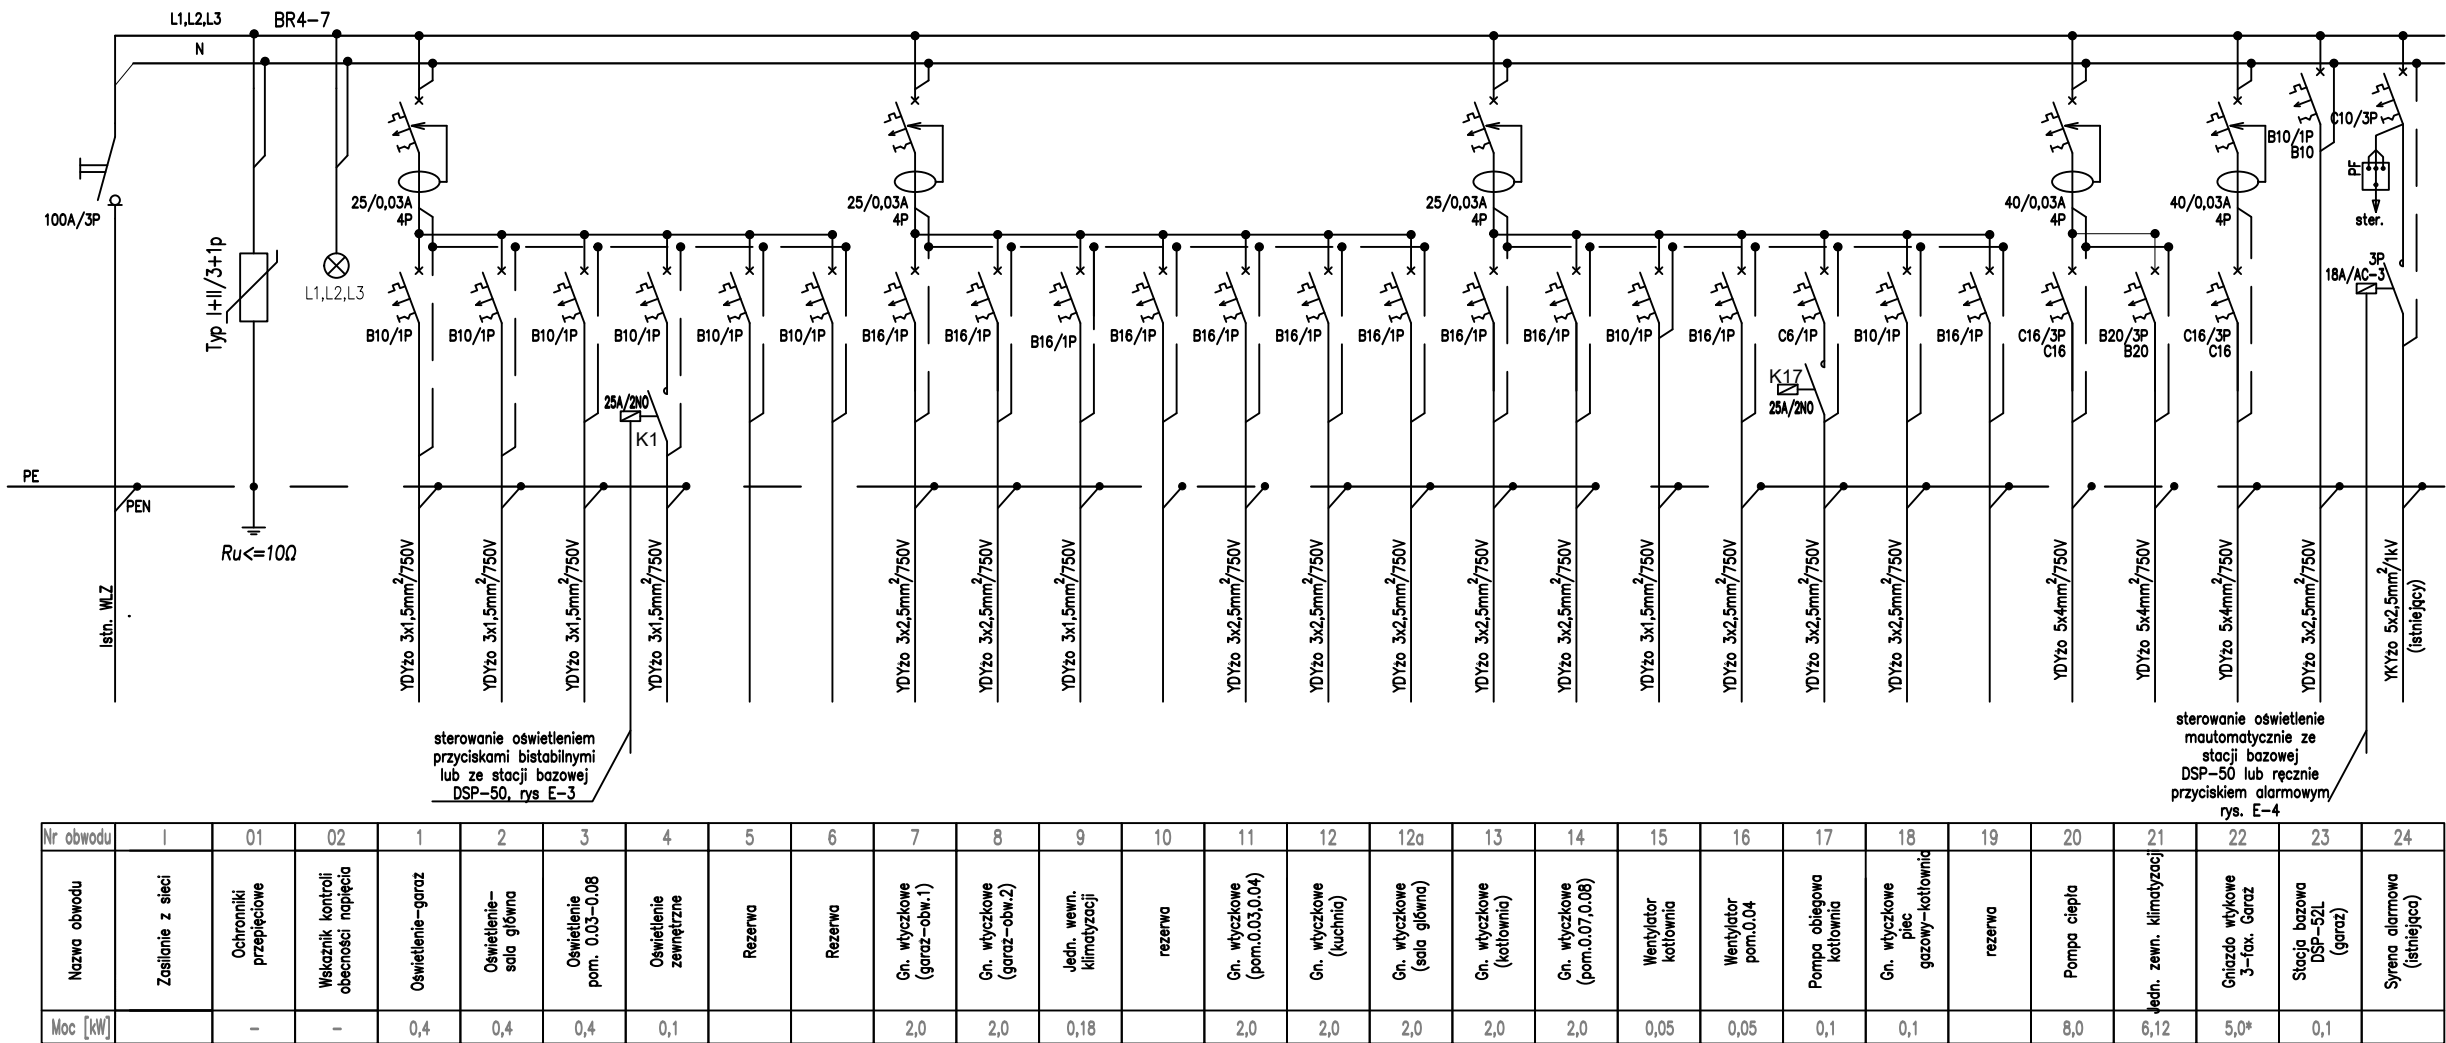 L1,L2,L3
BR4-7
N
100A/3P
Typ I+II/3+1p
L1,L2,L3
25/0,03A
4P
25/0,03A
4P
25/0,03A
4P
40/0,03A
4P
40/0,03A
4P
B10/1P
B10
C10/3P
PF
ster.
3P
18A/AC-3
B10/1P
B10/1P
B10/1P
B10/1P
B10/1P
B10/1P
B16/1P
B16/1P
B16/1P
B16/1P
B16/1P
B16/1P
B16/1P
B16/1P
B16/1P
B10/1P
B16/1P
C6/1P
B10/1P
B16/1P
C16/3P
C16
B20/3P
B20
C16/3P
C16
25A/2NO
K1
K17
25A/2NO
PE
PEN
Ru<=10Ω
Istn. WLZ
YDYżo 3x1,5mm²/750V
YDYżo 3x1,5mm²/750V
YDYżo 3x1,5mm²/750V
YDYżo 3x1,5mm²/750V
YDYżo 3x2,5mm²/750V
YDYżo 3x2,5mm²/750V
YDYżo 3x1,5mm²/750V
YDYżo 3x2,5mm²/750V
YDYżo 3x2,5mm²/750V
YDYżo 3x2,5mm²/750V
YDYżo 3x2,5mm²/750V
YDYżo 3x2,5mm²/750V
YDYżo 3x1,5mm²/750V
YDYżo 3x2,5mm²/750V
YDYżo 3x2,5mm²/750V
YDYżo 3x2,5mm²/750V
YDYżo 5x4mm²/750V
YDYżo 5x4mm²/750V
YDYżo 5x4mm²/750V
YDYżo 3x2,5mm²/750V
YKYżo 5x2,5mm²/1kV
(istniejący)
sterowanie oświetleniem
przyciskami bistabilnymi
lub ze stacji bazowej
DSP-50, rys E-3
sterowanie oświetlenie
mautomatycznie ze
stacji bazowej
DSP-50 lub ręcznie
przyciskiem alarmowym
rys. E-4
Nr obwodu I 01 02 1 2 3 4 5 6 7 8 9 10 11 12 12a 13 14 15 16 17 18 19 20 21 22 23 24
Nazwa obwodu
Zasilanie z sieci
Ochronniki
przepięciowe
Wskaźnik kontroli
obecności napięcia
Oświetlenie-garaż
Oświetlenie-
sala główna
Oświetlenie
pom. 0.03-0.08
Oświetlenie
zewnętrzne
Rezerwa
Rezerwa
Gn. wtyczkowe
(garaż-obw.1)
Gn. wtyczkowe
(garaż-obw.2)
Jedn. wewn.
klimatyzacji
rezerwa
Gn. wtyczkowe
(pom.0.03,0.04)
Gn. wtyczkowe
(kuchnia)
Gn. wtyczkowe
(sala główna)
Gn. wtyczkowe
(kotłownia)
Gn. wtyczkowe
(pom.0.07,0.08)
Wentylator
kotłownia
Wentylator
pom.0.04
Pompa obiegowa
kotłownia
Gn. wtyczkowe
piec
gazowy-kotłownia
rezerwa
Pompa ciepła
Jedn. zewn. klimatyzacji
Gniazdo wtykowe
3-fax. Garaż
Stacja bazowa
DSP-52L
(garaż)
Syrena alarmowa
(istniejąca)
Moc [kW] - - 0,4 0,4 0,4 0,1 2,0 2,0 0,18 2,0 2,0 2,0 2,0 2,0 0,05 0,05 0,1 0,1 8,0 6,12 5,0* 0,1